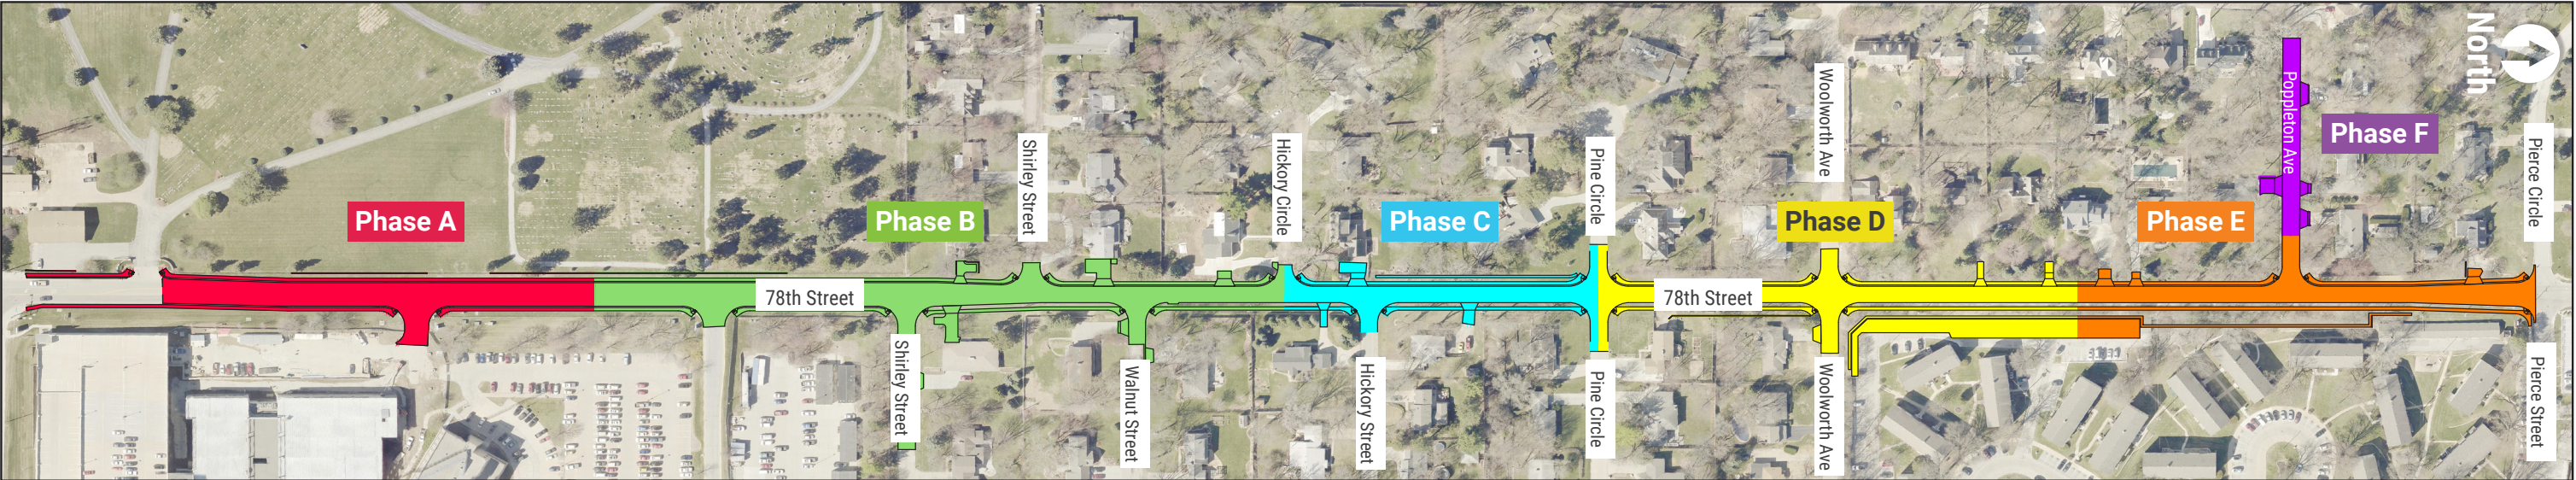 North
Woolworth Ave
Poppleton Ave
Phase F
Shirley Street
Hickory Circle
Pine Circle
Pierce Circle
Phase A
Phase B
Phase C
Phase D
Phase E
78th Street
78th Street
Shirley Street
Walnut Street
Hickory Street
Pine Circle
Woolworth Ave
Pierce Street